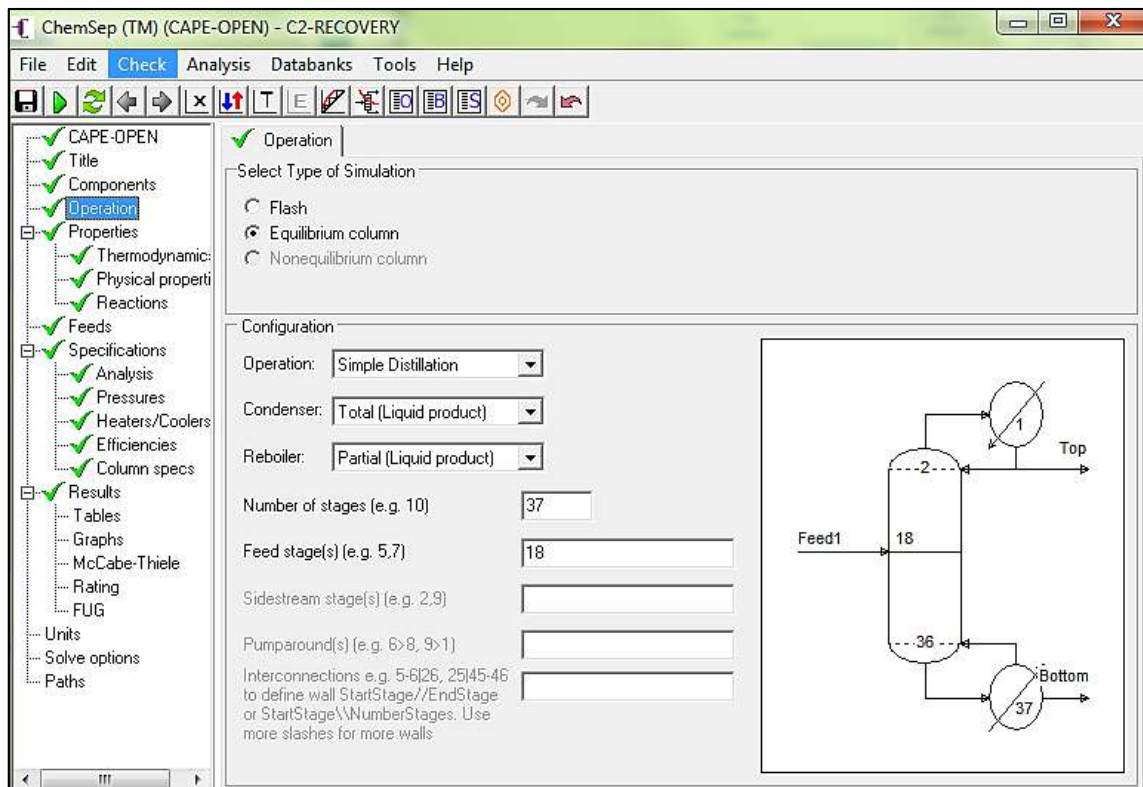 ChemSep (TM) (CAPE-OPEN) - C2-RECOVERY
File Edit Check Analysis Databanks Tools Help
CAPE-OPEN
Title
Components
Operation
Properties
Thermodynamic:
Physical properti
Reactions
Feeds
Specifications
Analysis
Pressures
Heaters/Coolers
Efficiencies
Column specs
Results
Tables
Graphs
McCabe-Thiele
Rating
FUG
Units
Solve options
Paths
Operation
Select Type of Simulation
Flash
Equilibrium column
Nonequilibrium column
Configuration
Operation: Simple Distillation
Condenser: Total (Liquid product)
Reboiler: Partial (Liquid product)
Number of stages (e.g. 10) 37
Feed stage(s) (e.g. 5,7) 18
Sidestream stage(s) (e.g. 2,9)
Pumparound(s) (e.g. 6>8, 9>1)
Interconnections e.g. 5-6|26, 25|45-46
to define wall StartStage//EndStage
or StartStage\\NumberStages. Use
more slashes for more walls
1
Top
2
Feed1 18
36
Bottom
37